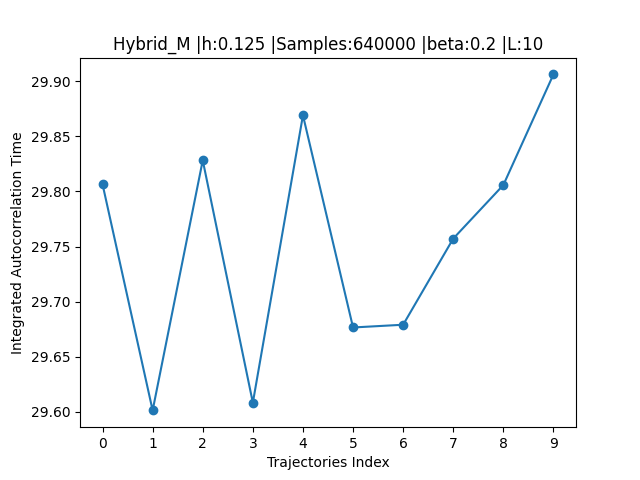 Hybrid_M |h:0.125 |Samples:640000 |beta:0.2 |L:10
29.90
29.85
29.80
29.75
29.70
29.65
29.60
Integrated Autocorrelation Time
0 1 2 3 4 5 6 7 8 9
Trajectories Index